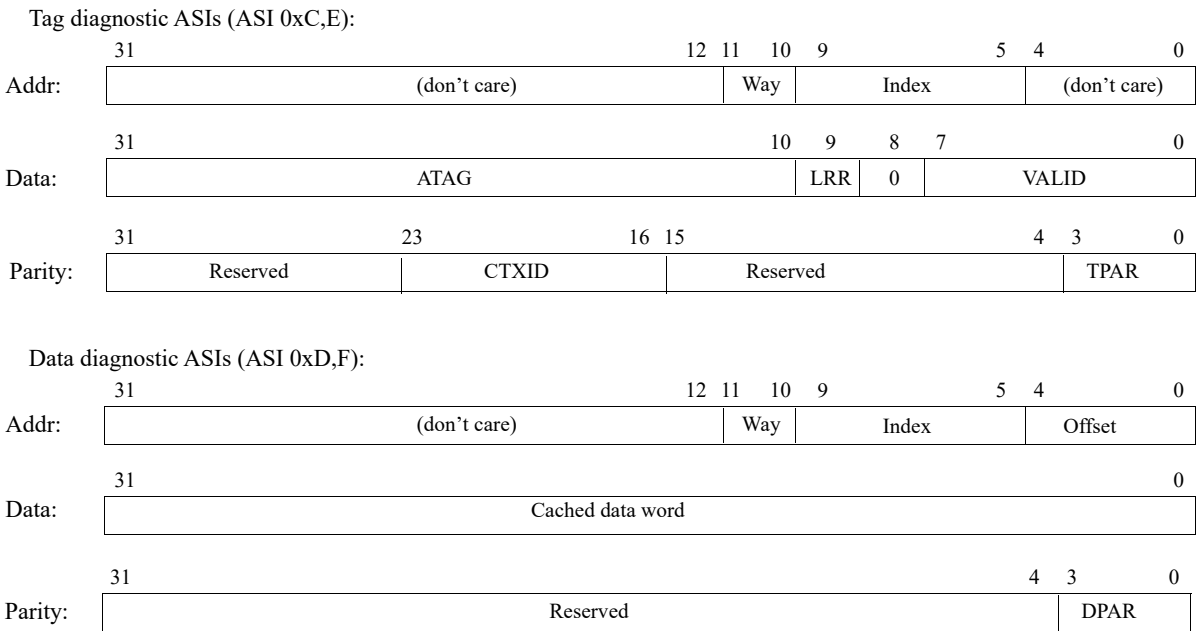 Tag diagnostic ASIs (ASI 0xC,E):
31 12 11 10 9 5 4 0
Addr: (don’t care) Way Index (don’t care)
31 10 9 8 7 0
Data: ATAG LRR 0 VALID
31 23 16 15 4 3 0
Parity: Reserved CTXID Reserved TPAR
Data diagnostic ASIs (ASI 0xD,F):
31 12 11 10 9 5 4 0
Addr: (don’t care) Way Index Offset
31 0
Data: Cached data word
31 4 3 0
Parity: Reserved DPAR